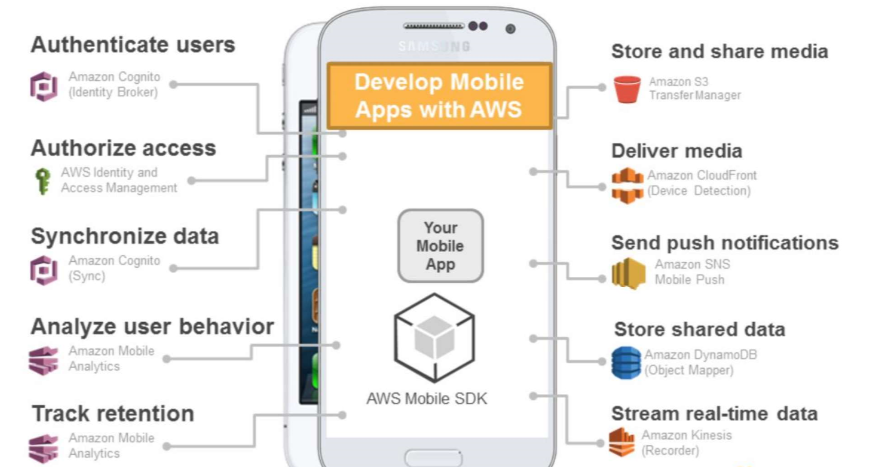 Authenticate users
Amazon Cognito
(Identity Broker)
Authorize access
AWS Identity and
Access Management
Synchronize data
Amazon Cognito
(Sync)
Analyze user behavior
Amazon Mobile
Analytics
Track retention
Amazon Mobile
Analytics
SAMSUNG
Develop Mobile
Apps with AWS
Your
Mobile
App
AWS Mobile SDK
Store and share media
Amazon S3
TransferManager
Deliver media
Amazon CloudFront
(Device Detection)
Send push notifications
Amazon SNS
Mobile Push
Store shared data
Amazon DynamoDB
(Object Mapper)
Stream real-time data
Amazon Kinesis
(Recorder)